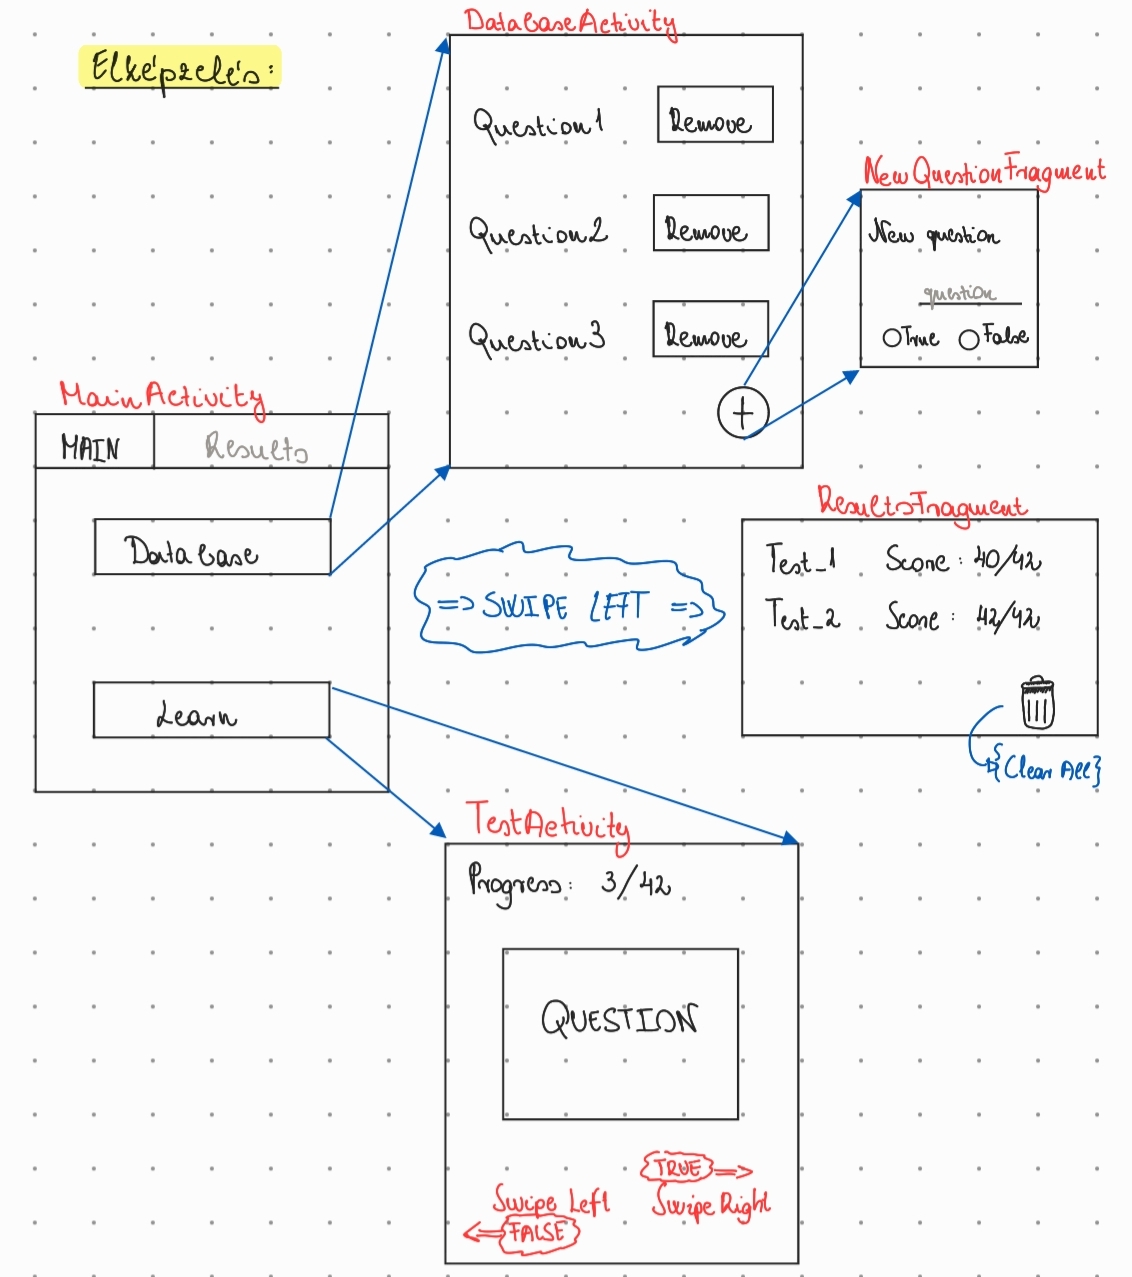 Elképzelés:
DatabaseActivity
Question1 Remove
Question2 Remove
Question3 Remove
+
NewQuestionFragment
New question
question
True False
MainActivity
MAIN Results
Database
Learn
=> SWIPE LEFT =>
ResultsFragment
Test_1 Score: 40/42
Test_2 Score: 42/42
{Clear All}
TestActivity
Progress: 3/42
QUESTION
TRUE
Swipe Right
Swipe Left
FALSE